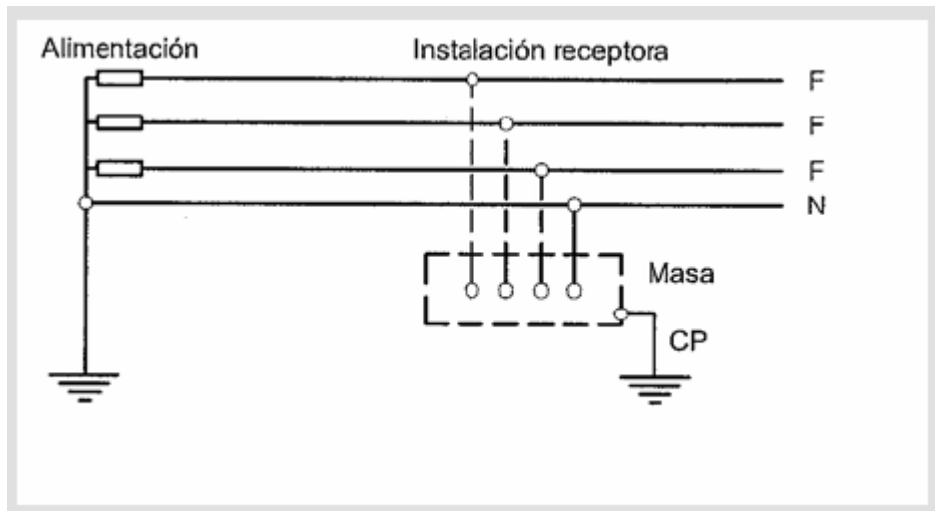 Alimentación
Instalación receptora
F
F
F
N
Masa
CP